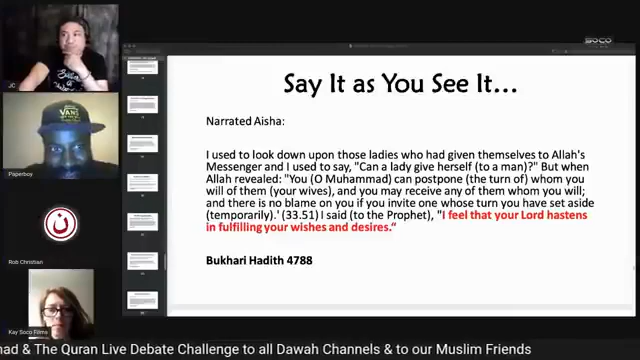 SOCO
Say It as You See It...
Narrated Aisha:
I used to look down upon those ladies who had given themselves to Allah's
Messenger and I used to say, "Can a lady give herself (to a man)?" But when
Allah revealed: "You (O Muhammad) can postpone (the turn of) whom you
will of them (your wives), and you may receive any of them whom you will;
and there is no blame on you if you invite one whose turn you have set aside
(temporarily).' (33.51) I said (to the Prophet), "I feel that your Lord hastens
in fulfilling your wishes and desires.“
Bukhari Hadith 4788
JC
VANS
Paperboy
ن
Rob Christian
Kay Soco Films
mad & The Quran Live Debate Challenge to all Dawah Channels & to our Muslim Friends